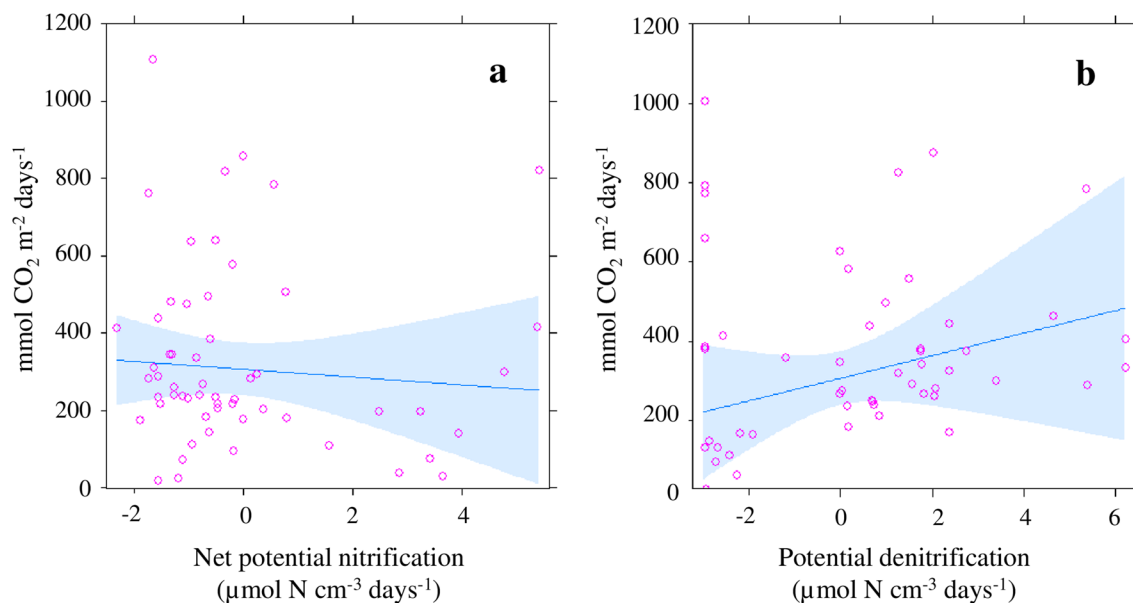 1200
1000
800
600
400
200
0
mmol CO₂ m⁻² days⁻¹
a
-2
0
2
4
Net potential nitrification
(µmol N cm⁻³ days⁻¹)
1200
1000
800
600
400
200
0
mmol CO₂ m⁻² days⁻¹
b
-2
0
2
4
6
Potential denitrification
(µmol N cm⁻³ days⁻¹)